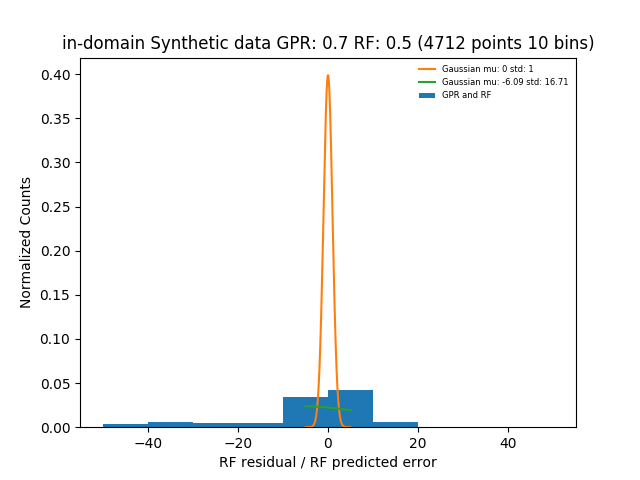 in-domain Synthetic data GPR: 0.7 RF: 0.5 (4712 points 10 bins)
Gaussian mu: 0 std: 1
Gaussian mu: -6.09 std: 16.71
GPR and RF
Normalized Counts
0.40
0.35
0.30
0.25
0.20
0.15
0.10
0.05
0.00
−40
−20
0
20
40
RF residual / RF predicted error